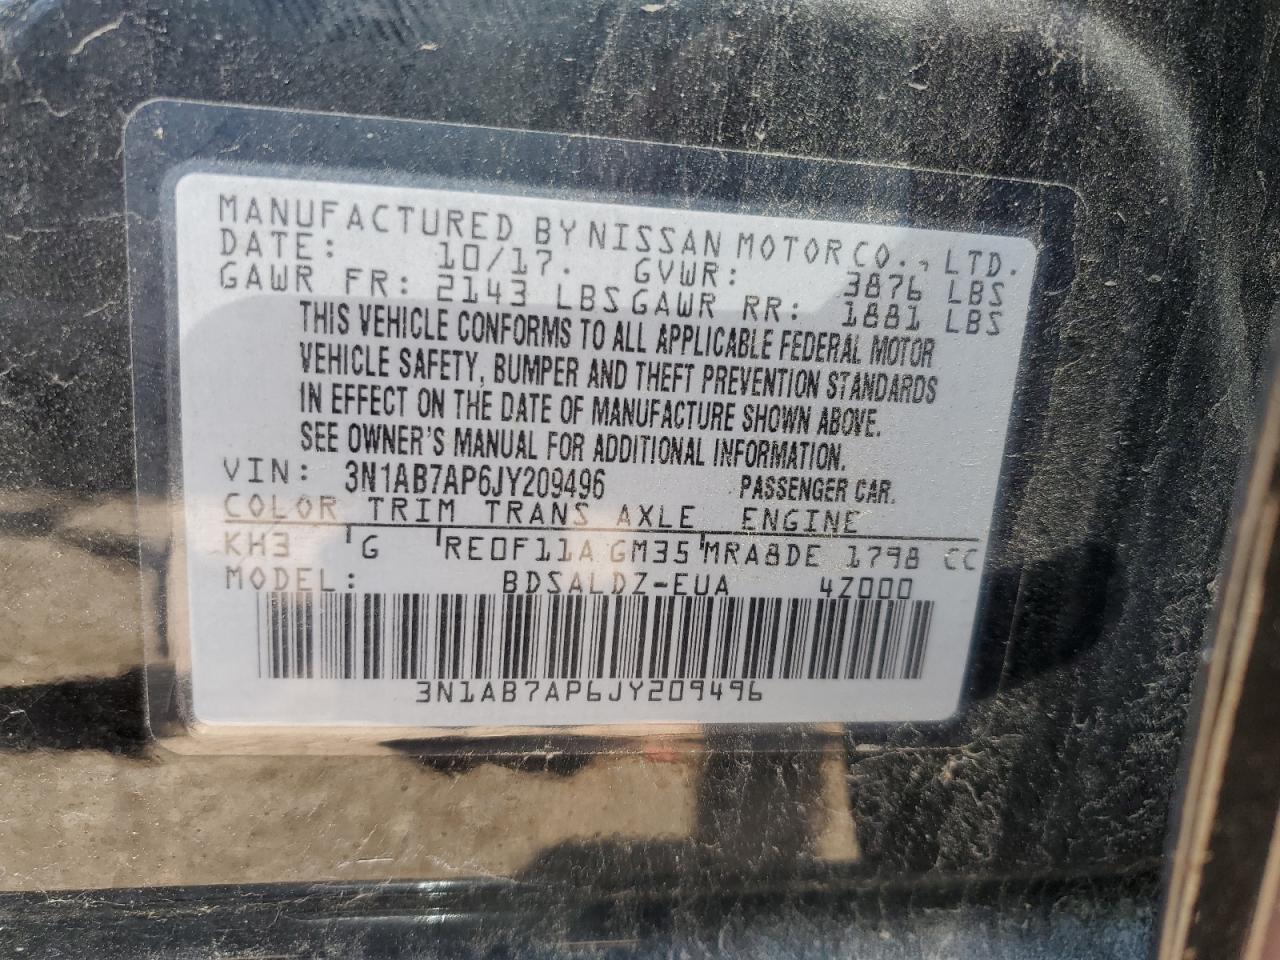 MANUFACTURED BY NISSAN MOTOR CO., LTD.
DATE: 10/17. GVWR: 3876 LBS
GAWR FR: 2143 LBS GAWR RR: 1881 LBS
THIS VEHICLE CONFORMS TO ALL APPLICABLE FEDERAL MOTOR
VEHICLE SAFETY, BUMPER AND THEFT PREVENTION STANDARDS
IN EFFECT ON THE DATE OF MANUFACTURE SHOWN ABOVE.
SEE OWNER'S MANUAL FOR ADDITIONAL INFORMATION.
VIN: 3N1AB7AP6JY209496 PASSENGER CAR.
COLOR TRIM TRANS AXLE ENGINE
KH3 G RE0F11A GM35 MRA8DE 1798 CC
MODEL: BDSALDZ-EUA 4Z000
3N1AB7AP6JY209496